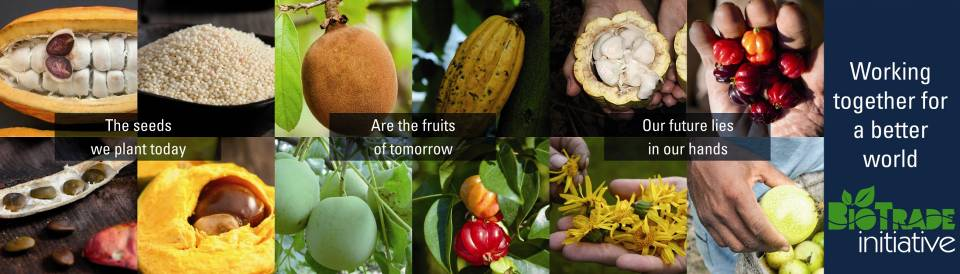 The seeds
we plant today
Are the fruits
of tomorrow
Our future lies
in our hands
Working
together for
a better
world
BIOTRADE
initiative